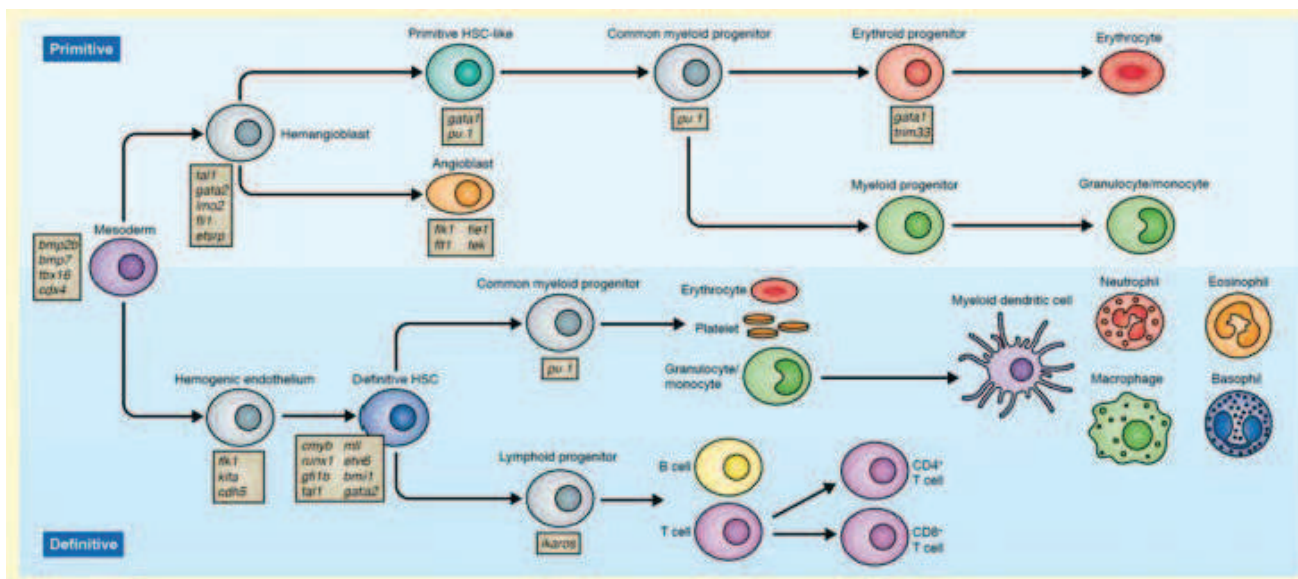 Primitive
Primitive HSC-like
Common myeloid progenitor
Erythroid progenitor
Erythrocyte
Hemangioblast
gata1
pu.1
pu.1
gata1
trim33
tal1
gata2
lmo2
fli1
etsrp
Angioblast
flk1 tie1
flt1 tek
Myeloid progenitor
Granulocyte/monocyte
Mesoderm
bmp2b
bmp7
tbx16
cdx4
Common myeloid progenitor
pu.1
Erythrocyte
Platelet
Granulocyte/
monocyte
Myeloid dendritic cell
Neutrophil
Eosinophil
Macrophage
Basophil
Hemogenic endothelium
flk1
kita
cdh5
Definitive HSC
cmyb mll
runx1 etv6
gfi1b bmi1
tal1 gata2
Lymphoid progenitor
ikaros
B cell
T cell
CD4⁺
T cell
CD8⁺
T cell
Definitive